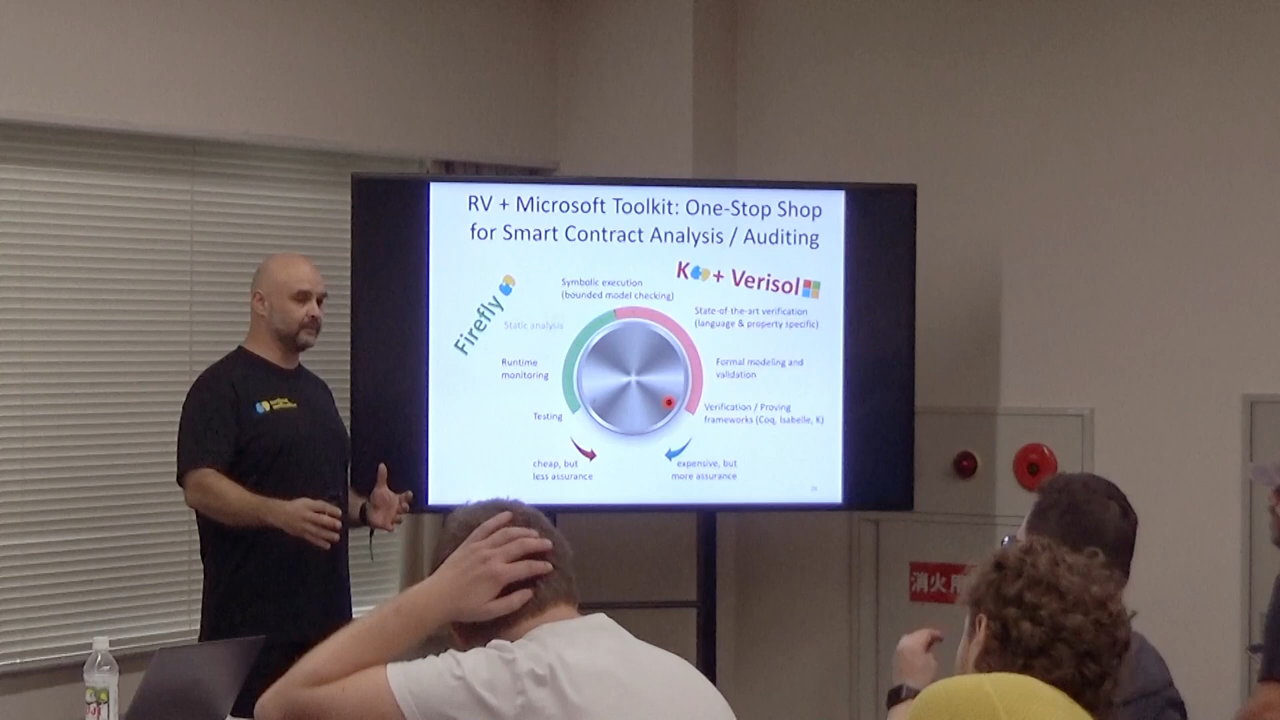 RV + Microsoft Toolkit: One-Stop Shop
for Smart Contract Analysis / Auditing
K + Verisol
Firefly
Symbolic execution
(bounded model checking)
State-of-the-art verification
(language & property specific)
Static analysis
Runtime
monitoring
Formal modeling and
validation
Testing
Verification / Proving
frameworks (Coq, Isabelle, K)
cheap, but
less assurance
expensive, but
more assurance
消火用